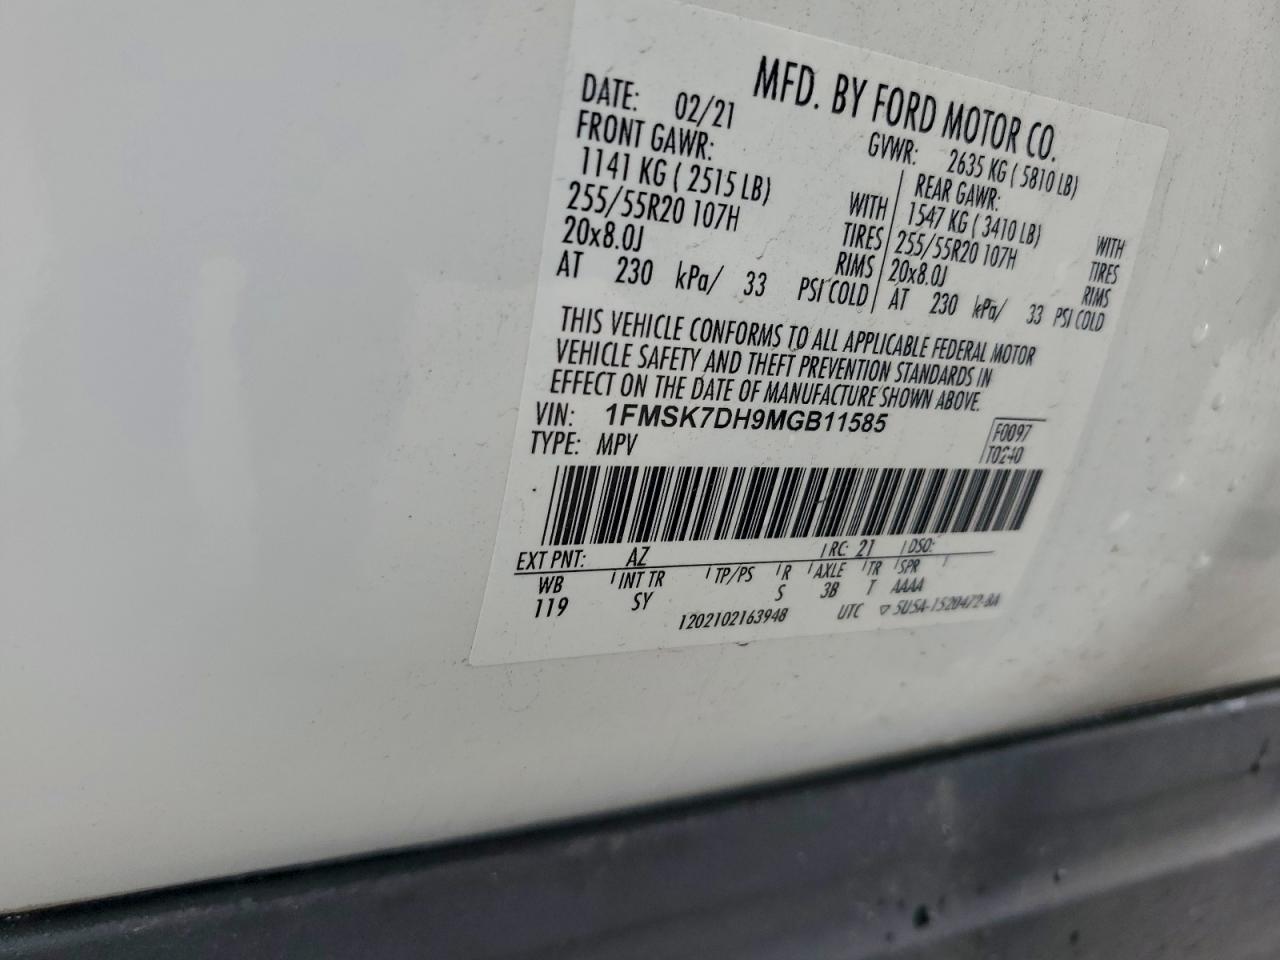 MFD. BY FORD MOTOR CO.
DATE: 02/21 GVWR: 2635 KG ( 5810 LB)
FRONT GAWR: REAR GAWR:
1141 KG ( 2515 LB) WITH 1547 KG ( 3410 LB) WITH
255/55R20 107H TIRES 255/55R20 107H TIRES
20x8.0J RIMS 20x8.0J RIMS
AT 230 kPa/ 33 PSI COLD AT 230 kPa/ 33 PSI COLD
THIS VEHICLE CONFORMS TO ALL APPLICABLE FEDERAL MOTOR
VEHICLE SAFETY AND THEFT PREVENTION STANDARDS IN
EFFECT ON THE DATE OF MANUFACTURE SHOWN ABOVE.
VIN: 1FMSK7DH9MGB11585 F0097
TYPE: MPV T0240
EXT PNT: AZ RC: 21 DSO:
WB INT TR TP/PS R AXLE TR SPR
119 SY S 3B T AAAA
1202102163948 UTC ▽ 5U5A-1520472-BA